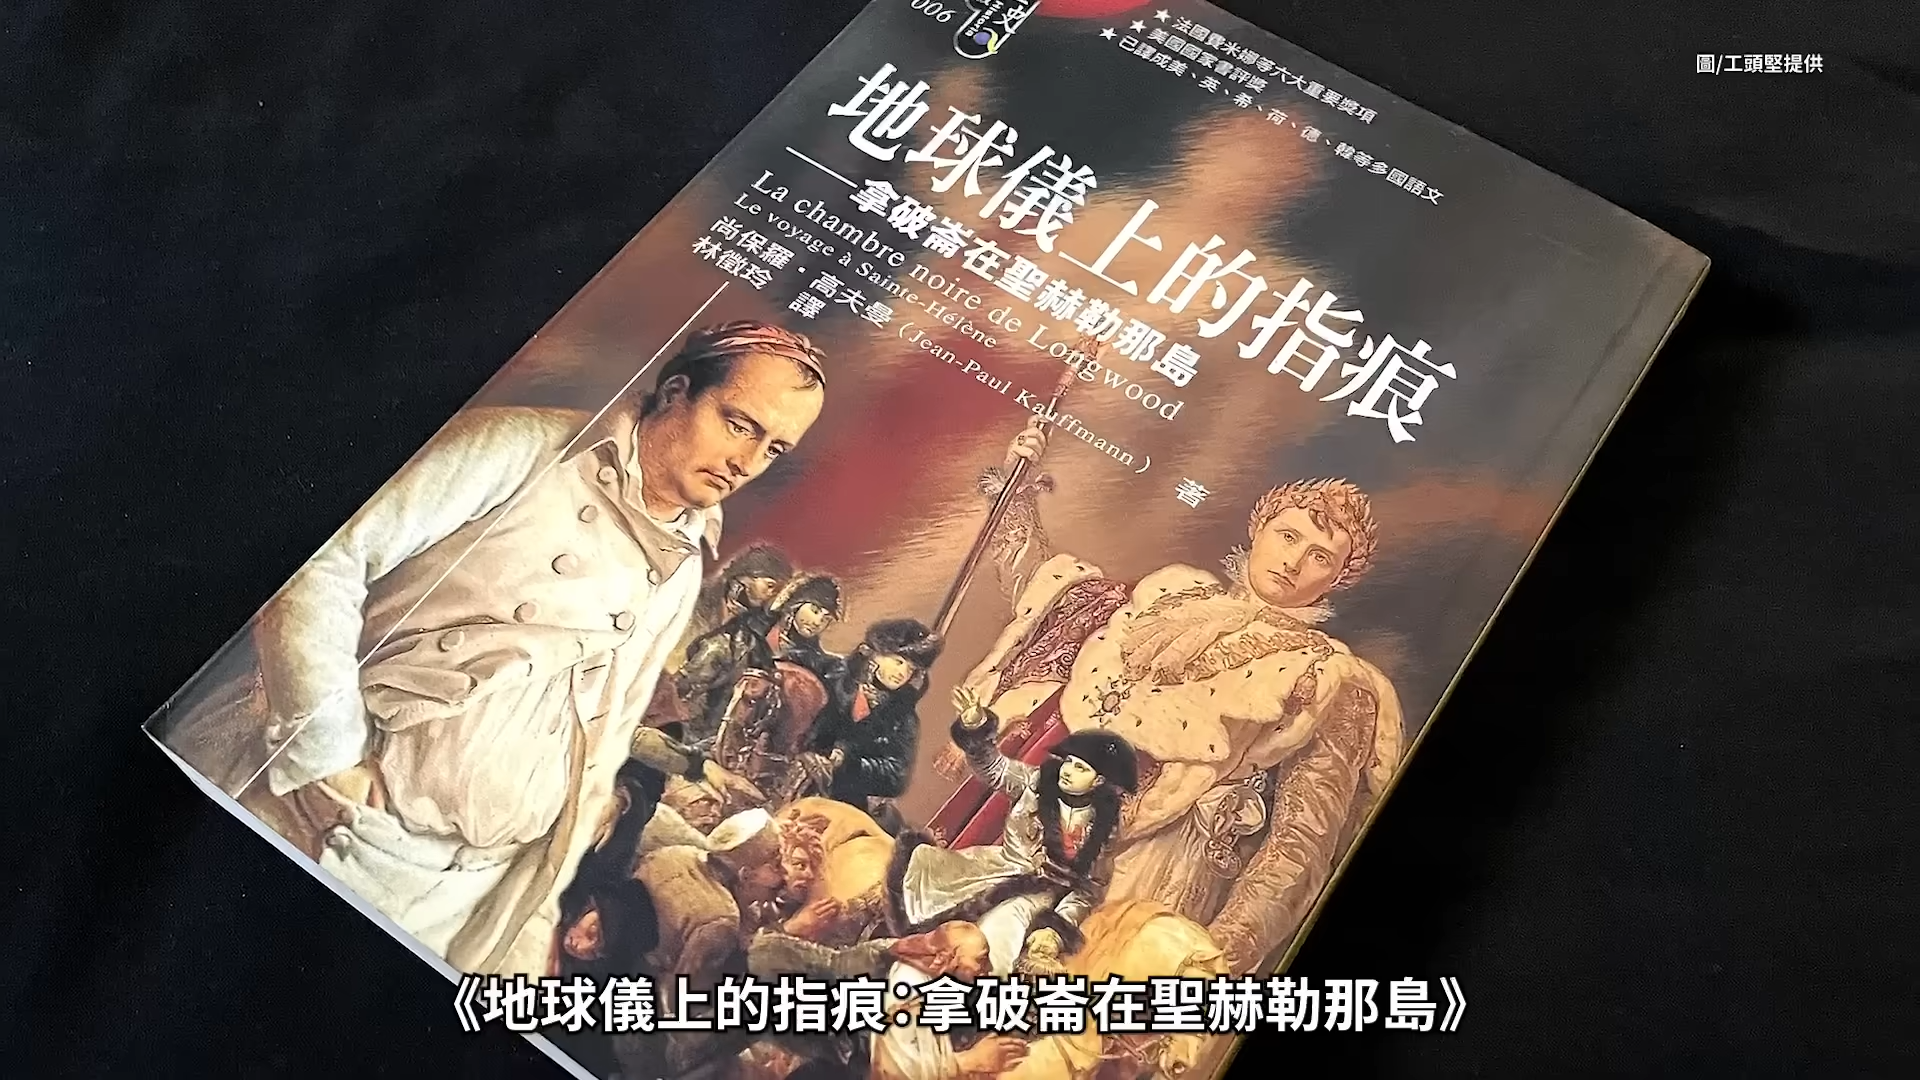 006
史
Historia
★ 法國費米娜等六大重要獎項
★ 美國國家書評獎
★ 已譯成美、英、希、荷、德、韓等多國語文
圖/工頭堅提供
地球儀上的指痕
——拿破崙在聖赫勒那島
La chambre noire de Longwood
Le voyage à Sainte-Hélène
尚保羅・高夫曼（Jean-Paul Kauffmann） 著
林徵玲 譯
《地球儀上的指痕：拿破崙在聖赫勒那島》